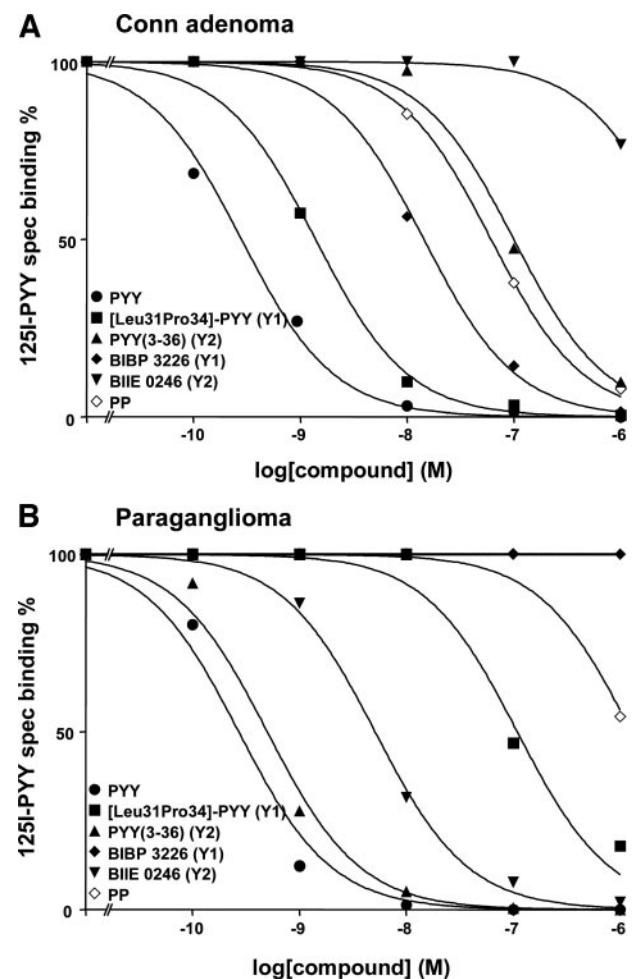 A
Conn adenoma
125I-PYY spec binding %
100
50
0
PYY
[Leu31Pro34]-PYY (Y1)
PYY(3-36) (Y2)
BIBP 3226 (Y1)
BIIE 0246 (Y2)
PP
-10 -9 -8 -7 -6
log[compound] (M)
B
Paraganglioma
125I-PYY spec binding %
100
50
0
PYY
[Leu31Pro34]-PYY (Y1)
PYY(3-36) (Y2)
BIBP 3226 (Y1)
BIIE 0246 (Y2)
PP
-10 -9 -8 -7 -6
log[compound] (M)